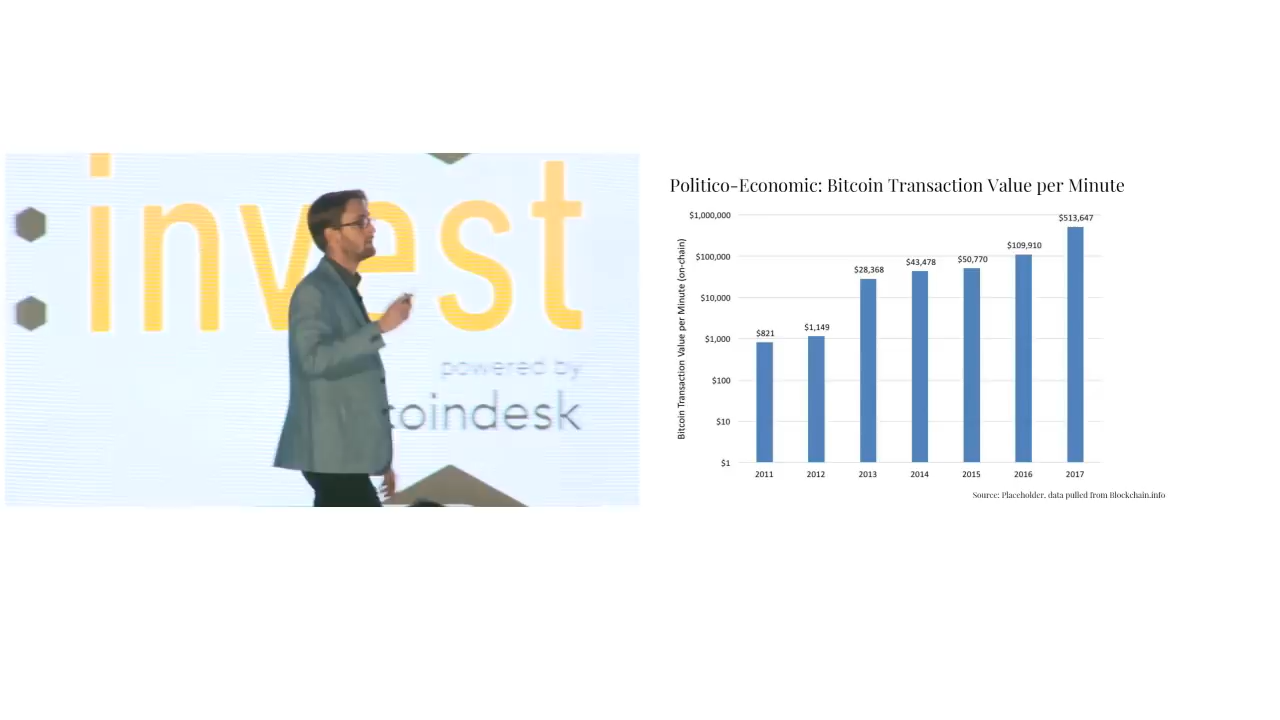 :invest
powered by
coindesk
Politico-Economic: Bitcoin Transaction Value per Minute
Bitcoin Transaction Value per Minute (on-chain)
$1,000,000
$100,000
$10,000
$1,000
$100
$10
$1
$821
$1,149
$28,368
$43,478
$50,770
$109,910
$513,647
2011 2012 2013 2014 2015 2016 2017
Source: Placeholder, data pulled from Blockchain.info